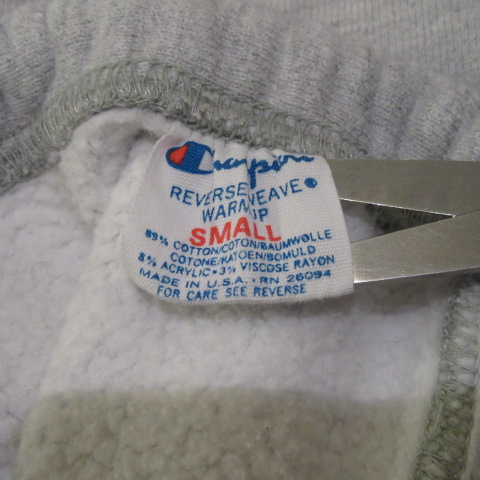 Champion
REVERSE WEAVE®
WARM UP
SMALL
89% COTTON/COTON/BAUMWOLLE
COTONE/KATOEN/BOMULD
8% ACRYLIC • 3% VISCOSE RAYON
MADE IN U.S.A. • RN 26094
FOR CARE SEE REVERSE